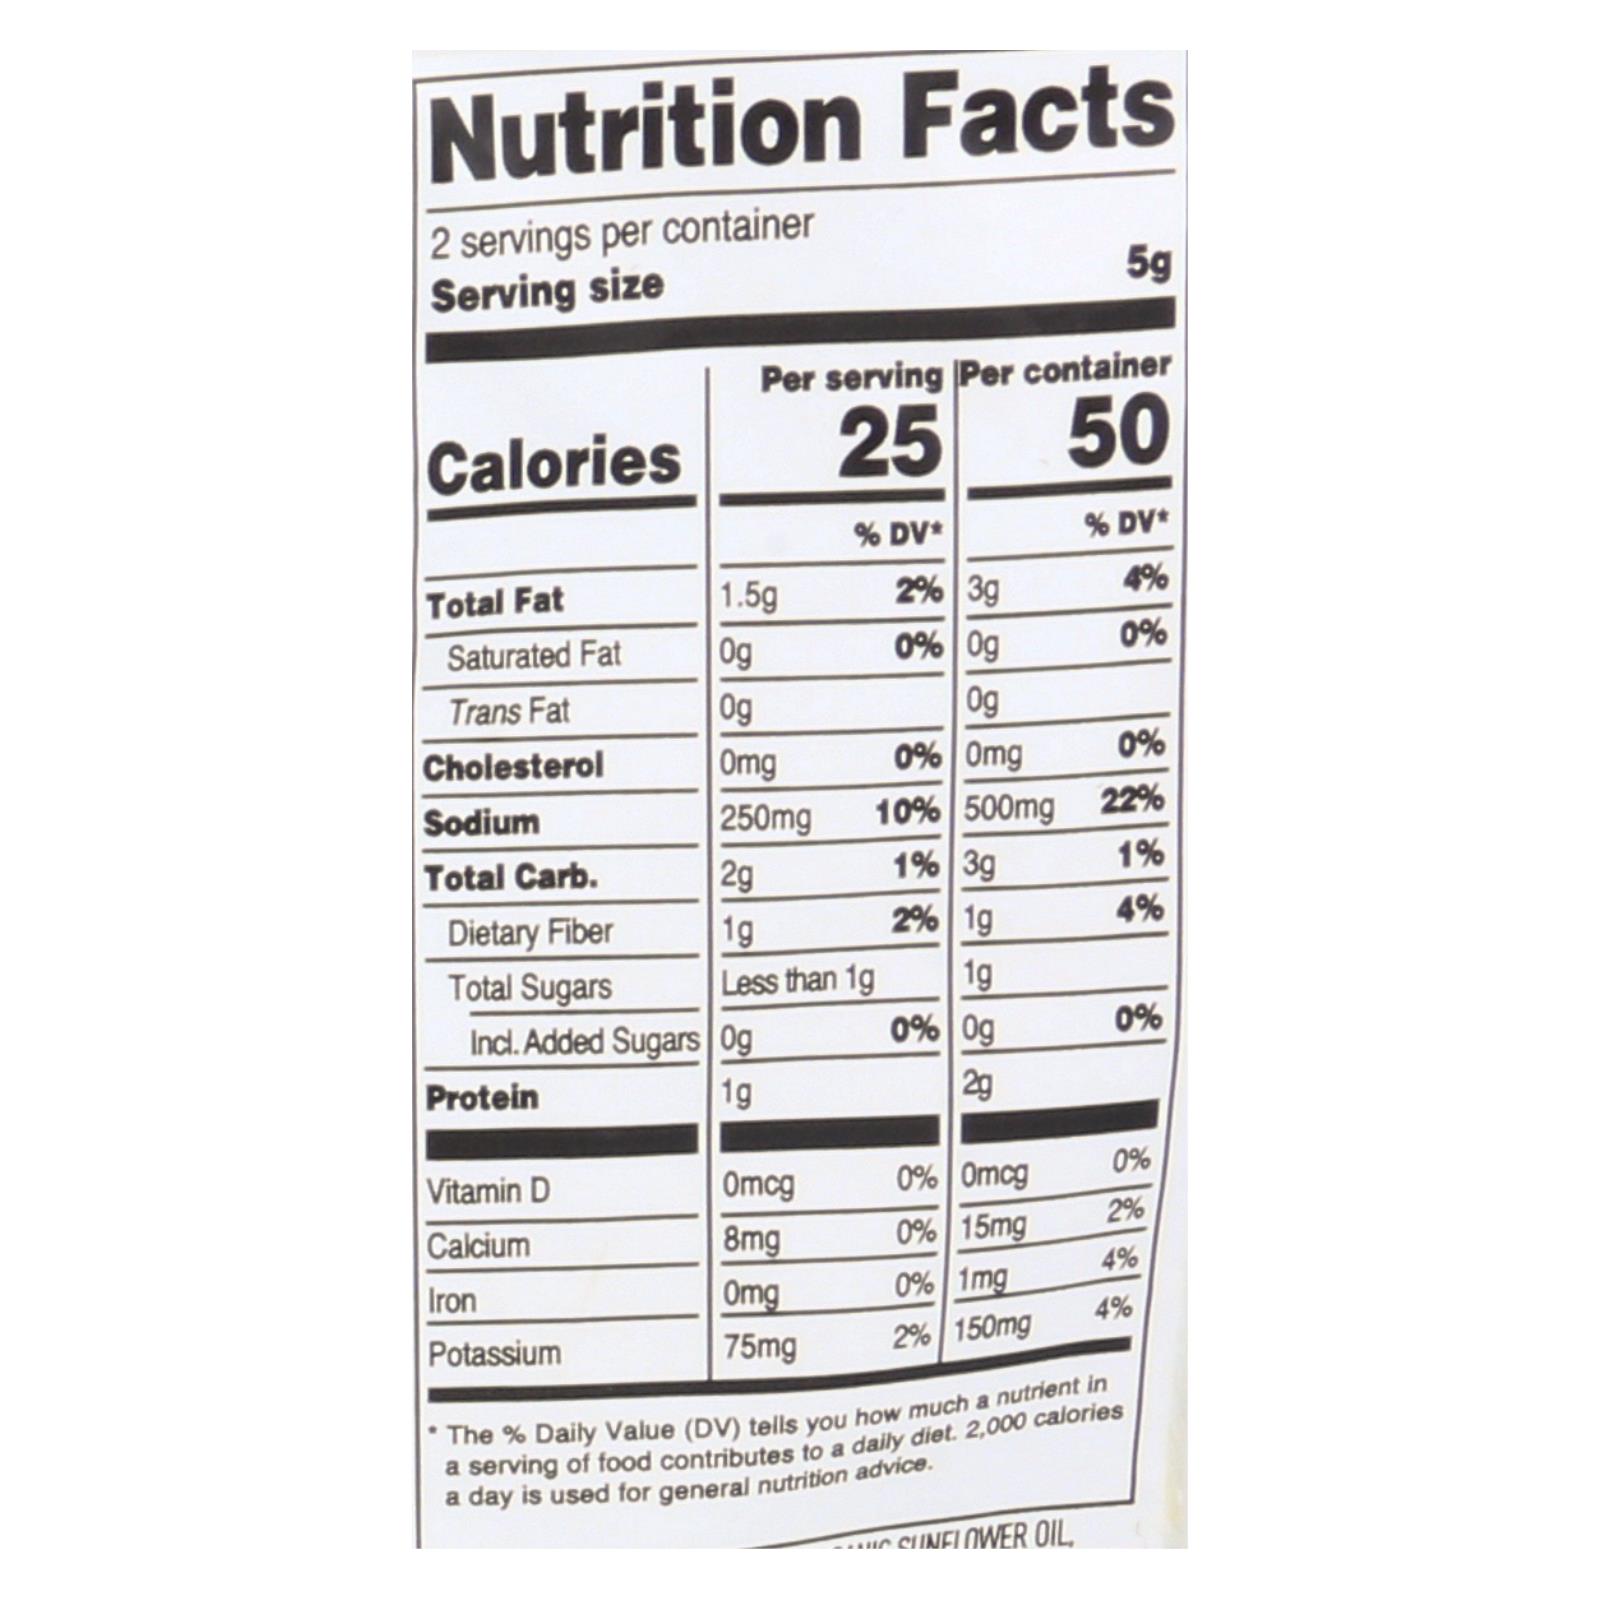 Nutrition Facts
2 servings per container
Serving size 5g
Per serving Per container
Calories 25 50
% DV* % DV*
Total Fat 1.5g 2% 3g 4%
Saturated Fat 0g 0% 0g 0%
Trans Fat 0g 0g
Cholesterol 0mg 0% 0mg 0%
Sodium 250mg 10% 500mg 22%
Total Carb. 2g 1% 3g 1%
Dietary Fiber 1g 2% 1g 4%
Total Sugars Less than 1g 1g
Incl. Added Sugars 0g 0% 0g 0%
Protein 1g 2g
Vitamin D 0mcg 0% 0mcg 0%
Calcium 8mg 0% 15mg 2%
Iron 0mg 0% 1mg 4%
Potassium 75mg 2% 150mg 4%
* The % Daily Value (DV) tells you how much a nutrient in
a serving of food contributes to a daily diet. 2,000 calories
a day is used for general nutrition advice.
SUNFLOWER OIL,